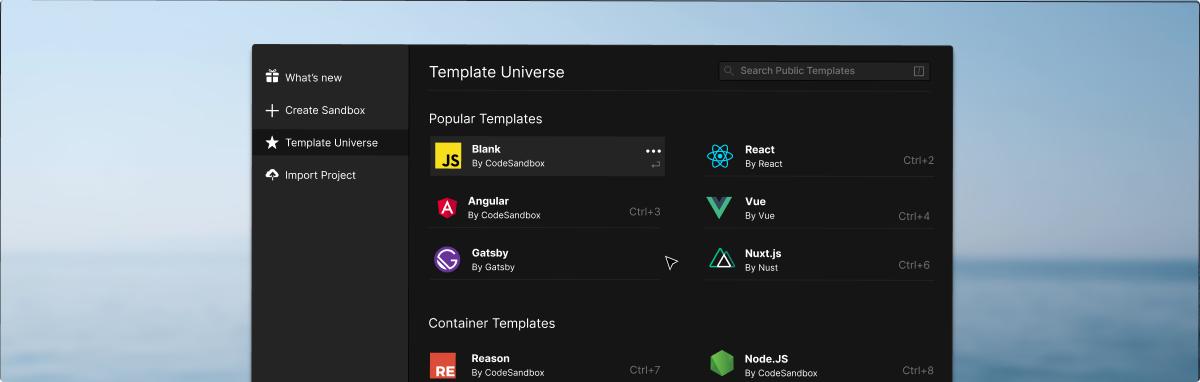 What's new
Create Sandbox
Template Universe
Import Project
Template Universe
Search Public Templates
/
Popular Templates
JS
Blank
By CodeSandbox
React
By React
Ctrl+2
A
Angular
By CodeSandbox
Ctrl+3
Vue
By Vue
Ctrl+4
Gatsby
By Gatsby
Nuxt.js
By Nust
Ctrl+6
Container Templates
RE
Reason
By CodeSandbox
Ctrl+7
Node.JS
By CodeSandbox
Ctrl+8